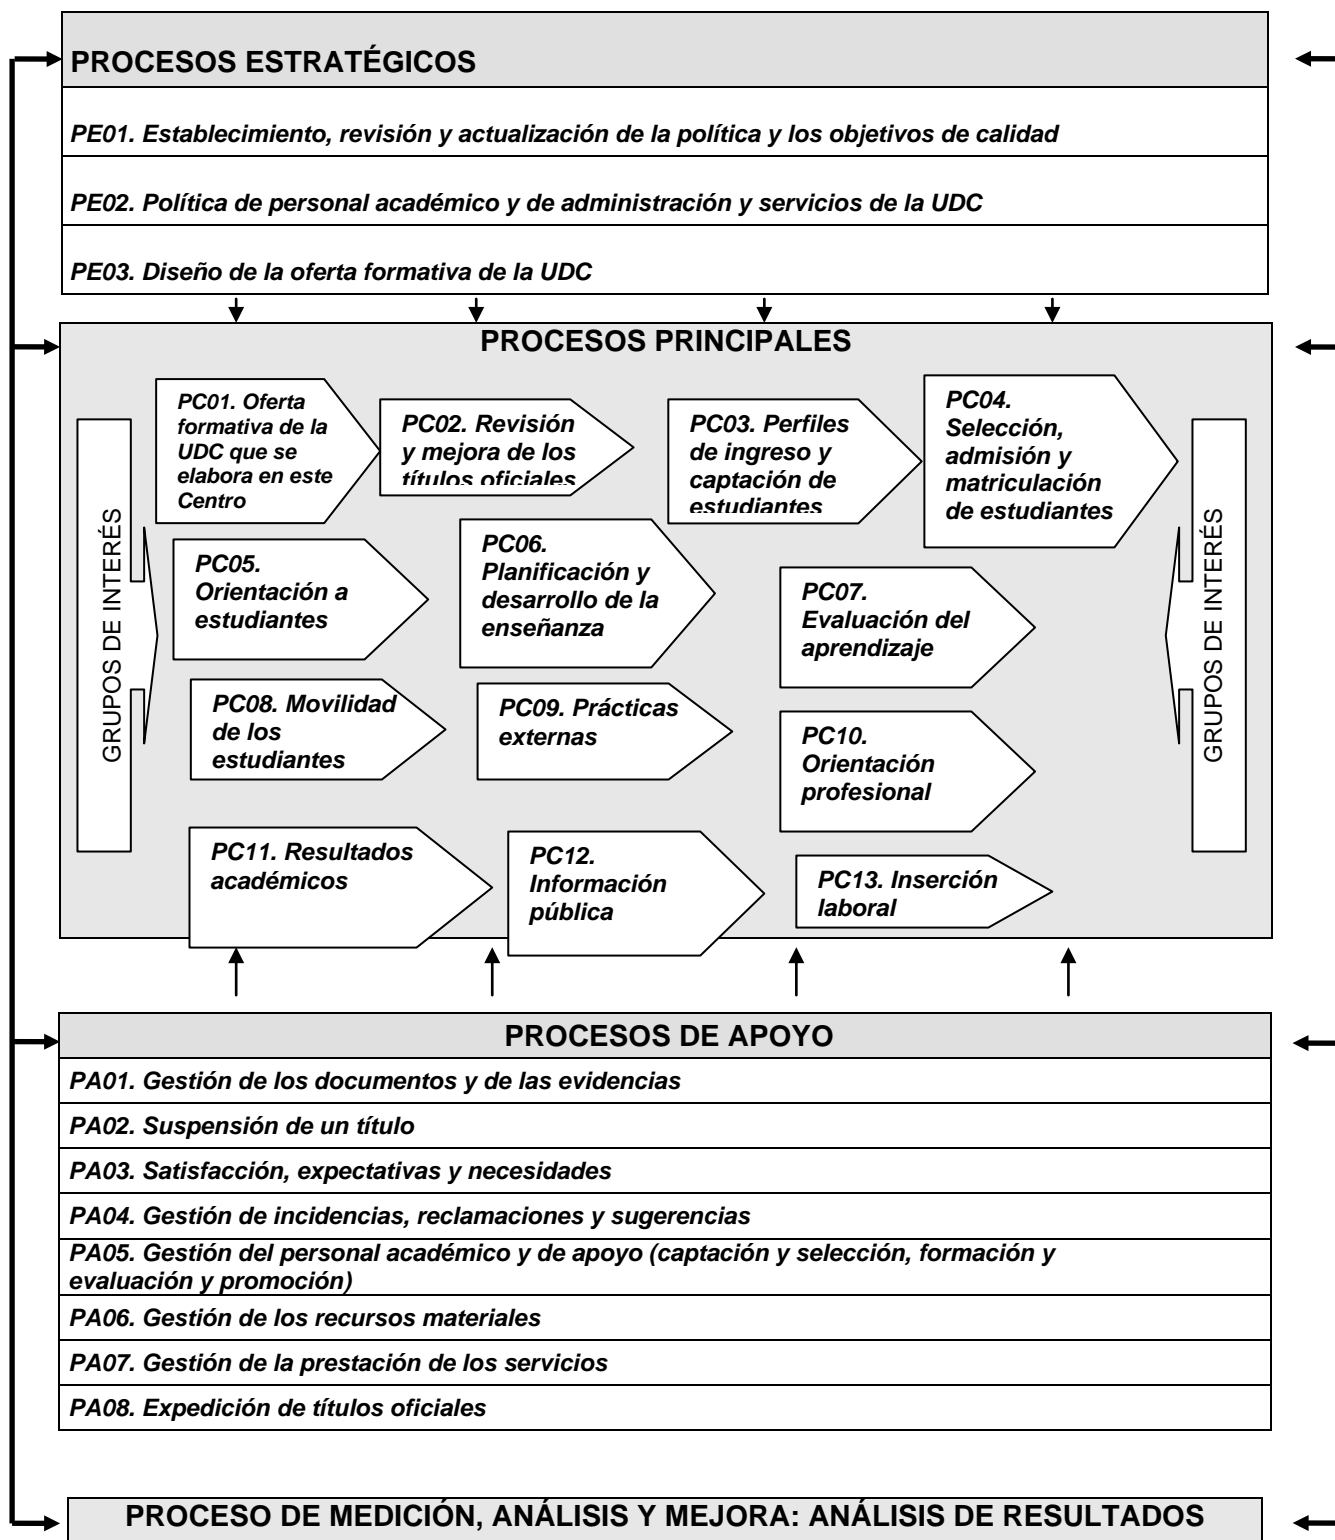 PROCESOS ESTRATÉGICOS
PE01. Establecimiento, revisión y actualización de la política y los objetivos de calidad
PE02. Política de personal académico y de administración y servicios de la UDC
PE03. Diseño de la oferta formativa de la UDC
PROCESOS PRINCIPALES
GRUPOS DE INTERÉS
PC01. Oferta
formativa de la
UDC que se
elabora en este
Centro
PC02. Revisión
y mejora de los
títulos oficiales
PC03. Perfiles
de ingreso y
captación de
estudiantes
PC04.
Selección,
admisión y
matriculación
de estudiantes
GRUPOS DE INTERÉS
PC05.
Orientación a
estudiantes
PC06.
Planificación y
desarrollo de la
enseñanza
PC07.
Evaluación del
aprendizaje
PC08. Movilidad
de los
estudiantes
PC09. Prácticas
externas
PC10.
Orientación
profesional
PC11. Resultados
académicos
PC12.
Información
pública
PC13. Inserción
laboral
PROCESOS DE APOYO
PA01. Gestión de los documentos y de las evidencias
PA02. Suspensión de un título
PA03. Satisfacción, expectativas y necesidades
PA04. Gestión de incidencias, reclamaciones y sugerencias
PA05. Gestión del personal académico y de apoyo (captación y selección, formación y
evaluación y promoción)
PA06. Gestión de los recursos materiales
PA07. Gestión de la prestación de los servicios
PA08. Expedición de títulos oficiales
PROCESO DE MEDICIÓN, ANÁLISIS Y MEJORA: ANÁLISIS DE RESULTADOS